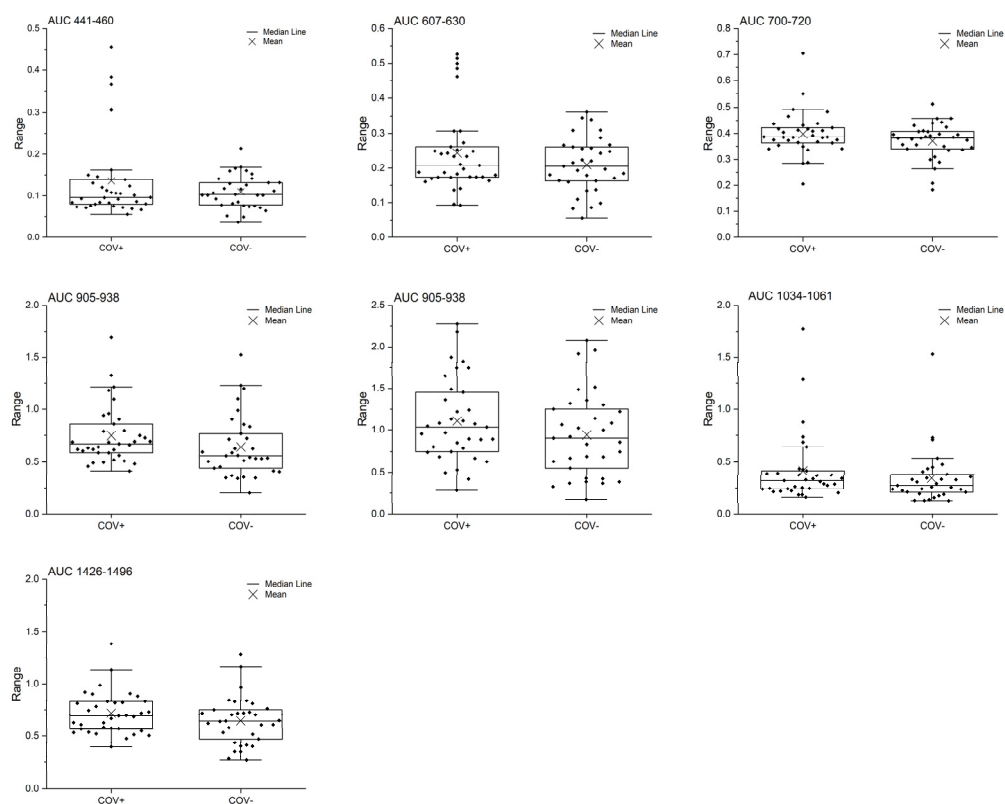 AUC 441-460
0.5
0.4
0.3
0.2
0.1
0.0
Range
Median Line
Mean
COV+
COV-
AUC 607-630
0.6
0.5
0.4
0.3
0.2
0.1
0.0
Range
Median Line
Mean
COV+
COV-
AUC 700-720
0.8
0.7
0.6
0.5
0.4
0.3
0.2
0.1
0.0
Range
Median Line
Mean
COV+
COV-
AUC 905-938
2.0
1.5
1.0
0.5
0.0
Range
Median Line
Mean
COV+
COV-
AUC 905-938
2.5
2.0
1.5
1.0
0.5
0.0
Range
Median Line
Mean
COV+
COV-
AUC 1034-1061
2.0
1.5
1.0
0.5
0.0
Range
Median Line
Mean
COV+
COV-
AUC 1426-1496
2.0
1.5
1.0
0.5
0.0
Range
Median Line
Mean
COV+
COV-